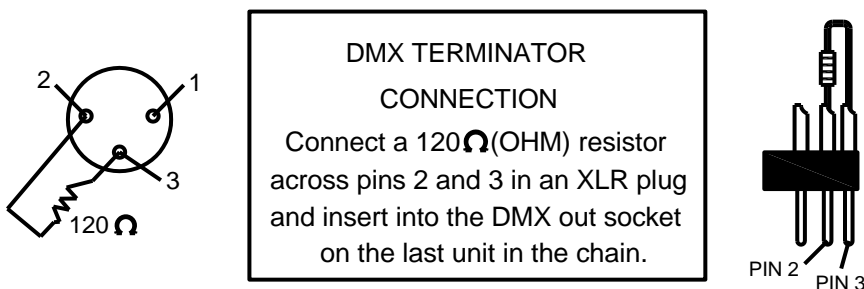 2
1
3
120 Ω
DMX TERMINATOR
CONNECTION
Connect a 120Ω(OHM) resistor
across pins 2 and 3 in an XLR plug
and insert into the DMX out socket
on the last unit in the chain.
PIN 2
PIN 3